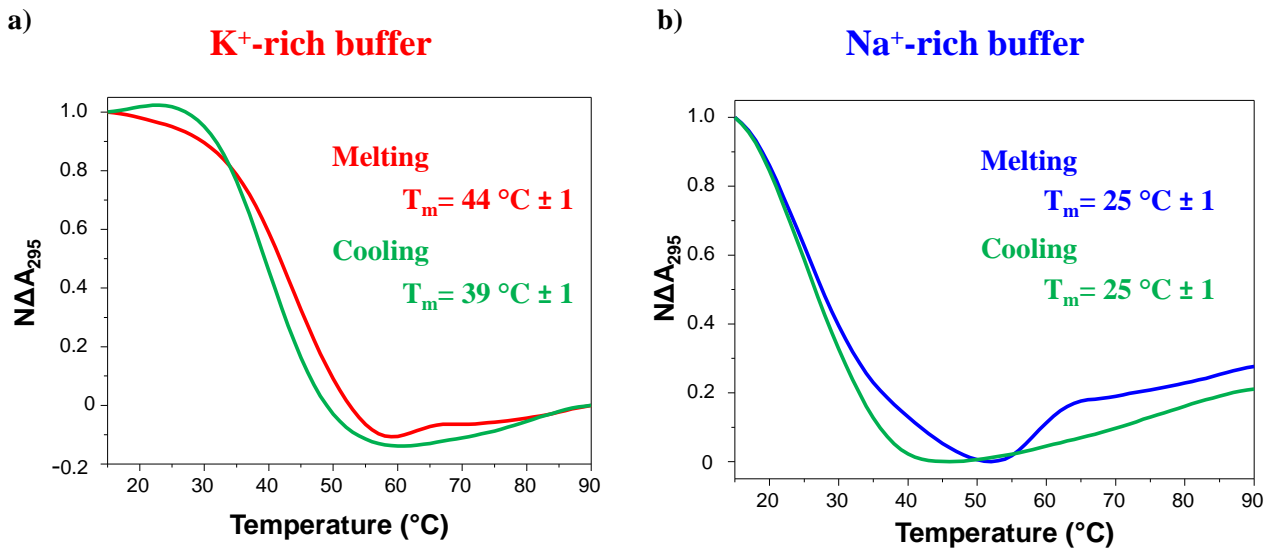 a)
K⁺-rich buffer
1.0
0.8
0.6
0.4
0.2
0
−0.2
NΔA₂₉₅
Melting
Tₘ= 44 °C ± 1
Cooling
Tₘ= 39 °C ± 1
20 30 40 50 60 70 80 90
Temperature (°C)
b)
Na⁺-rich buffer
1.0
0.8
0.6
0.4
0.2
0
NΔA₂₉₅
Melting
Tₘ= 25 °C ± 1
Cooling
Tₘ= 25 °C ± 1
20 30 40 50 60 70 80 90
Temperature (°C)